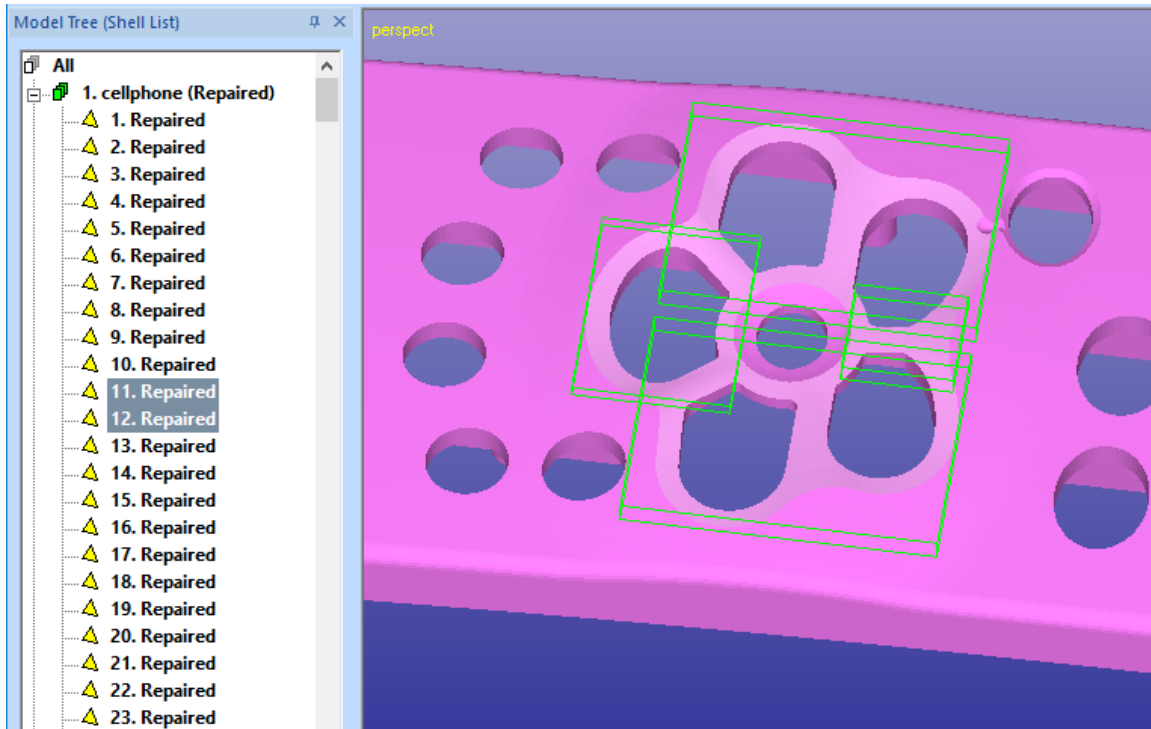 Model Tree (Shell List)
All
1. cellphone (Repaired)
1. Repaired
2. Repaired
3. Repaired
4. Repaired
5. Repaired
6. Repaired
7. Repaired
8. Repaired
9. Repaired
10. Repaired
11. Repaired
12. Repaired
13. Repaired
14. Repaired
15. Repaired
16. Repaired
17. Repaired
18. Repaired
19. Repaired
20. Repaired
21. Repaired
22. Repaired
23. Repaired
perspect